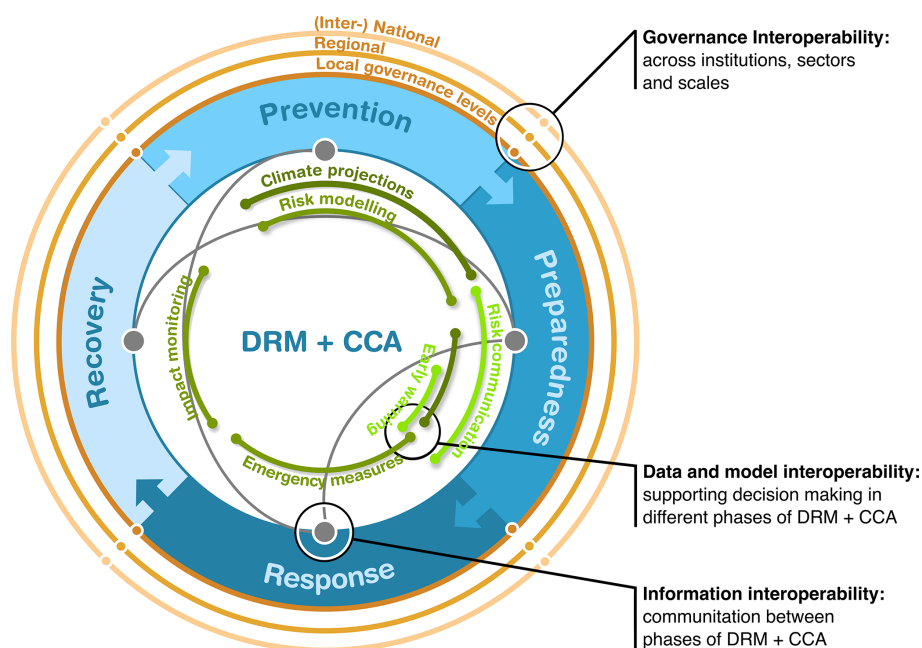 (Inter-) National
Regional
Local governance levels
Prevention
Climate projections
Risk modelling
Preparedness
Recovery
Impact monitoring
DRM + CCA
Risk communication
Early warning
Emergency measures
Response
Governance Interoperability:
across institutions, sectors
and scales
Data and model interoperability:
supporting decision making in
different phases of DRM + CCA
Information interoperability:
communitation between
phases of DRM + CCA